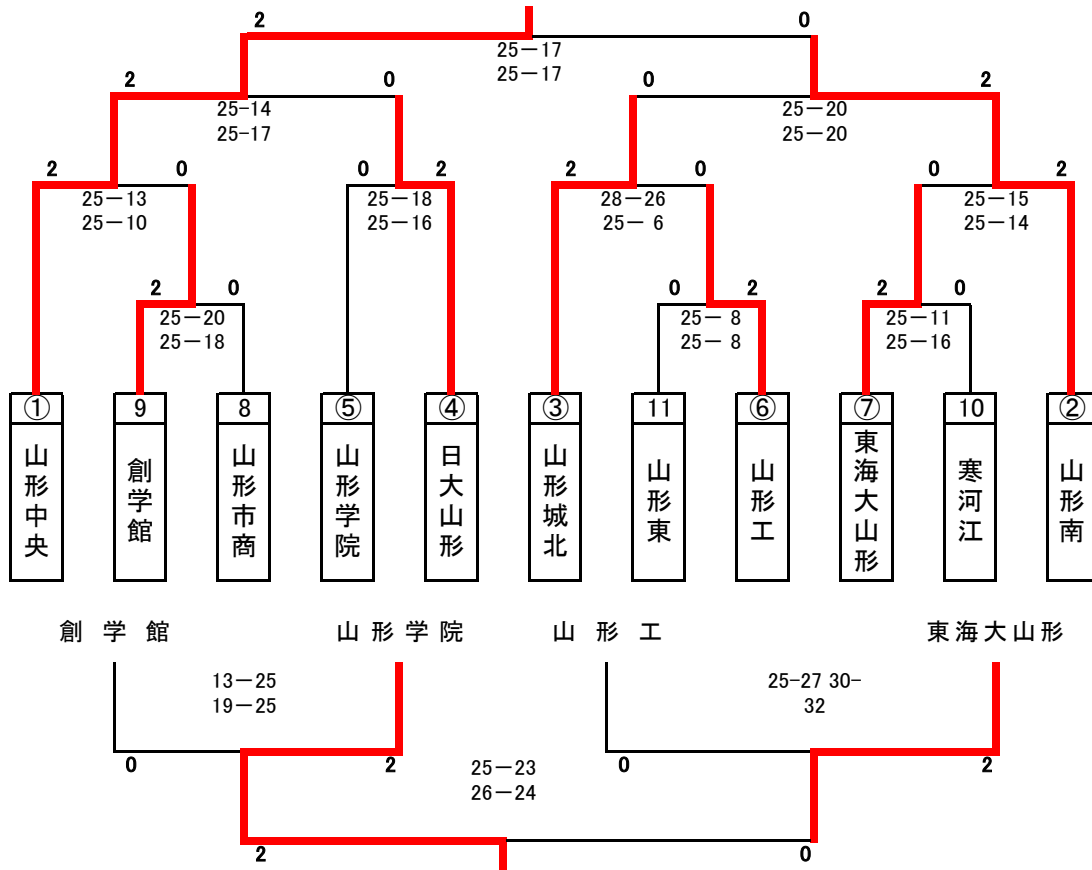 2 0
25－17
25－17
2 0 0 2
25-14 25－20
25-17 25－20
2 0 0 2 2 0 0 2
25－13 25－18 28－26 25－15
25－10 25－16 25－ 6 25－14
2 0 0 2 2 0
25－20 25－ 8 25－11
25－18 25－ 8 25－16
① 9 8 ⑤ ④ ③ 11 ⑥ ⑦ 10 ②
山形中央
創学館
山形市商
山形学院
日大山形
山形城北
山形東
山形工
東海大山形
寒河江
山形南
創学館 山形学院 山形工 東海大山形
13－25 25-27 30-
19－25 32
0 2 0 2
25－23
26－24
2 0